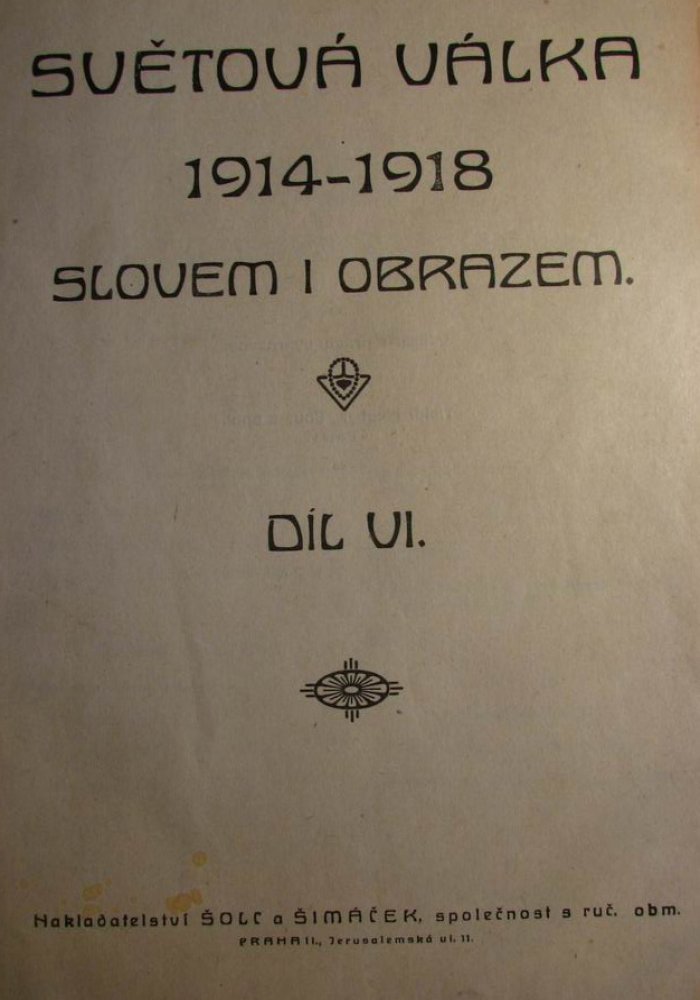 SVĚTOVÁ VÁLKA
1914-1918
SLOVEM I OBRAZEM.
DÍL VI.
Nakladatelství ŠOLC a ŠIMÁČEK, společnost s ruč. obm.
PRAHA II., Jerusalemská ul. 11.